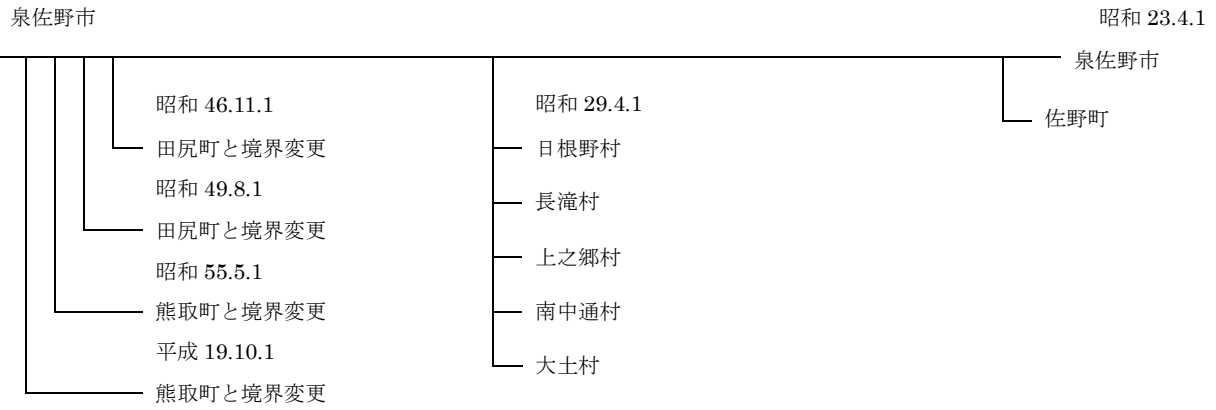 泉佐野市
昭和 23.4.1
泉佐野市
佐野町
昭和 29.4.1
日根野村
長滝村
上之郷村
南中通村
大土村
昭和 46.11.1
田尻町と境界変更
昭和 49.8.1
田尻町と境界変更
昭和 55.5.1
熊取町と境界変更
平成 19.10.1
熊取町と境界変更